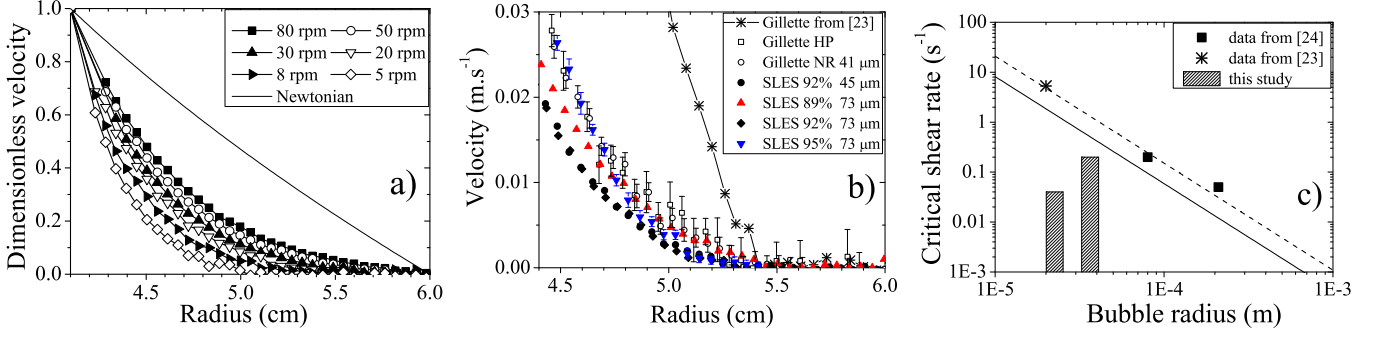 Dimensionless velocity
1.0
0.8
0.6
0.4
0.2
0.0
80 rpm 50 rpm
30 rpm 20 rpm
8 rpm 5 rpm
Newtonian
a)
4.5 5.0 5.5 6.0
Radius (cm)
Velocity (m.s⁻¹)
0.03
0.02
0.01
0.00
Gillette from [23]
Gillette HP
Gillette NR 41 μm
SLES 92% 45 μm
SLES 89% 73 μm
SLES 92% 73 μm
SLES 95% 73 μm
b)
4.5 5.0 5.5 6.0
Radius (cm)
Critical shear rate (s⁻¹)
100
10
1
0.1
0.01
1E-3
data from [24]
data from [23]
this study
c)
1E-5 1E-4 1E-3
Bubble radius (m)